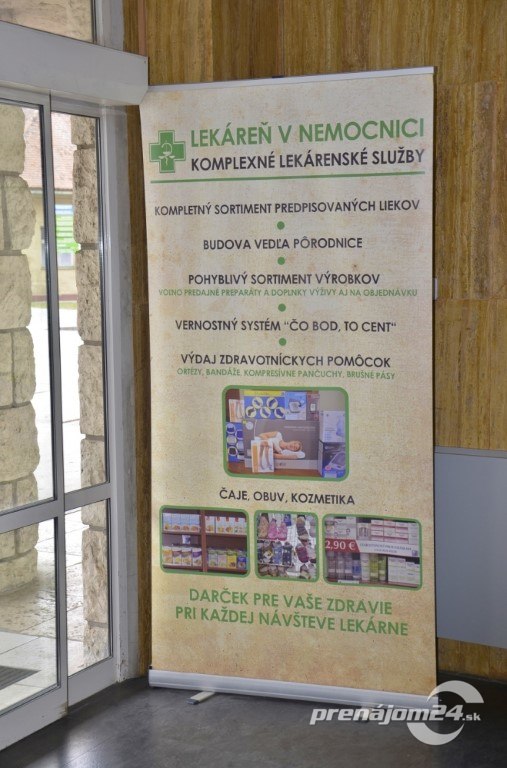 LEKÁREŇ V NEMOCNICI
KOMPLEXNÉ LEKÁRENSKÉ SLUŽBY
KOMPLETNÝ SORTIMENT PREDPISOVANÝCH LIEKOV
BUDOVA VEDĽA PÔRODNICE
POHYBLIVÝ SORTIMENT VÝROBKOV
VOĽNO PREDAJNÉ PREPARÁTY A DOPLNKY VÝŽIVY AJ NA OBJEDNÁVKU
VERNOSTNÝ SYSTÉM "ČO BOD, TO CENT"
VÝDAJ ZDRAVOTNÍCKYCH POMÔCOK
ORTÉZY, BANDÁŽE, KOMPRESÍVNE PANČUCHY, BRUŠNÉ PÁSY
ČAJE, OBUV, KOZMETIKA
2,90 €
DARČEK PRE VAŠE ZDRAVIE
PRI KAŽDEJ NÁVŠTEVE LEKÁRNE
prenájom24.sk